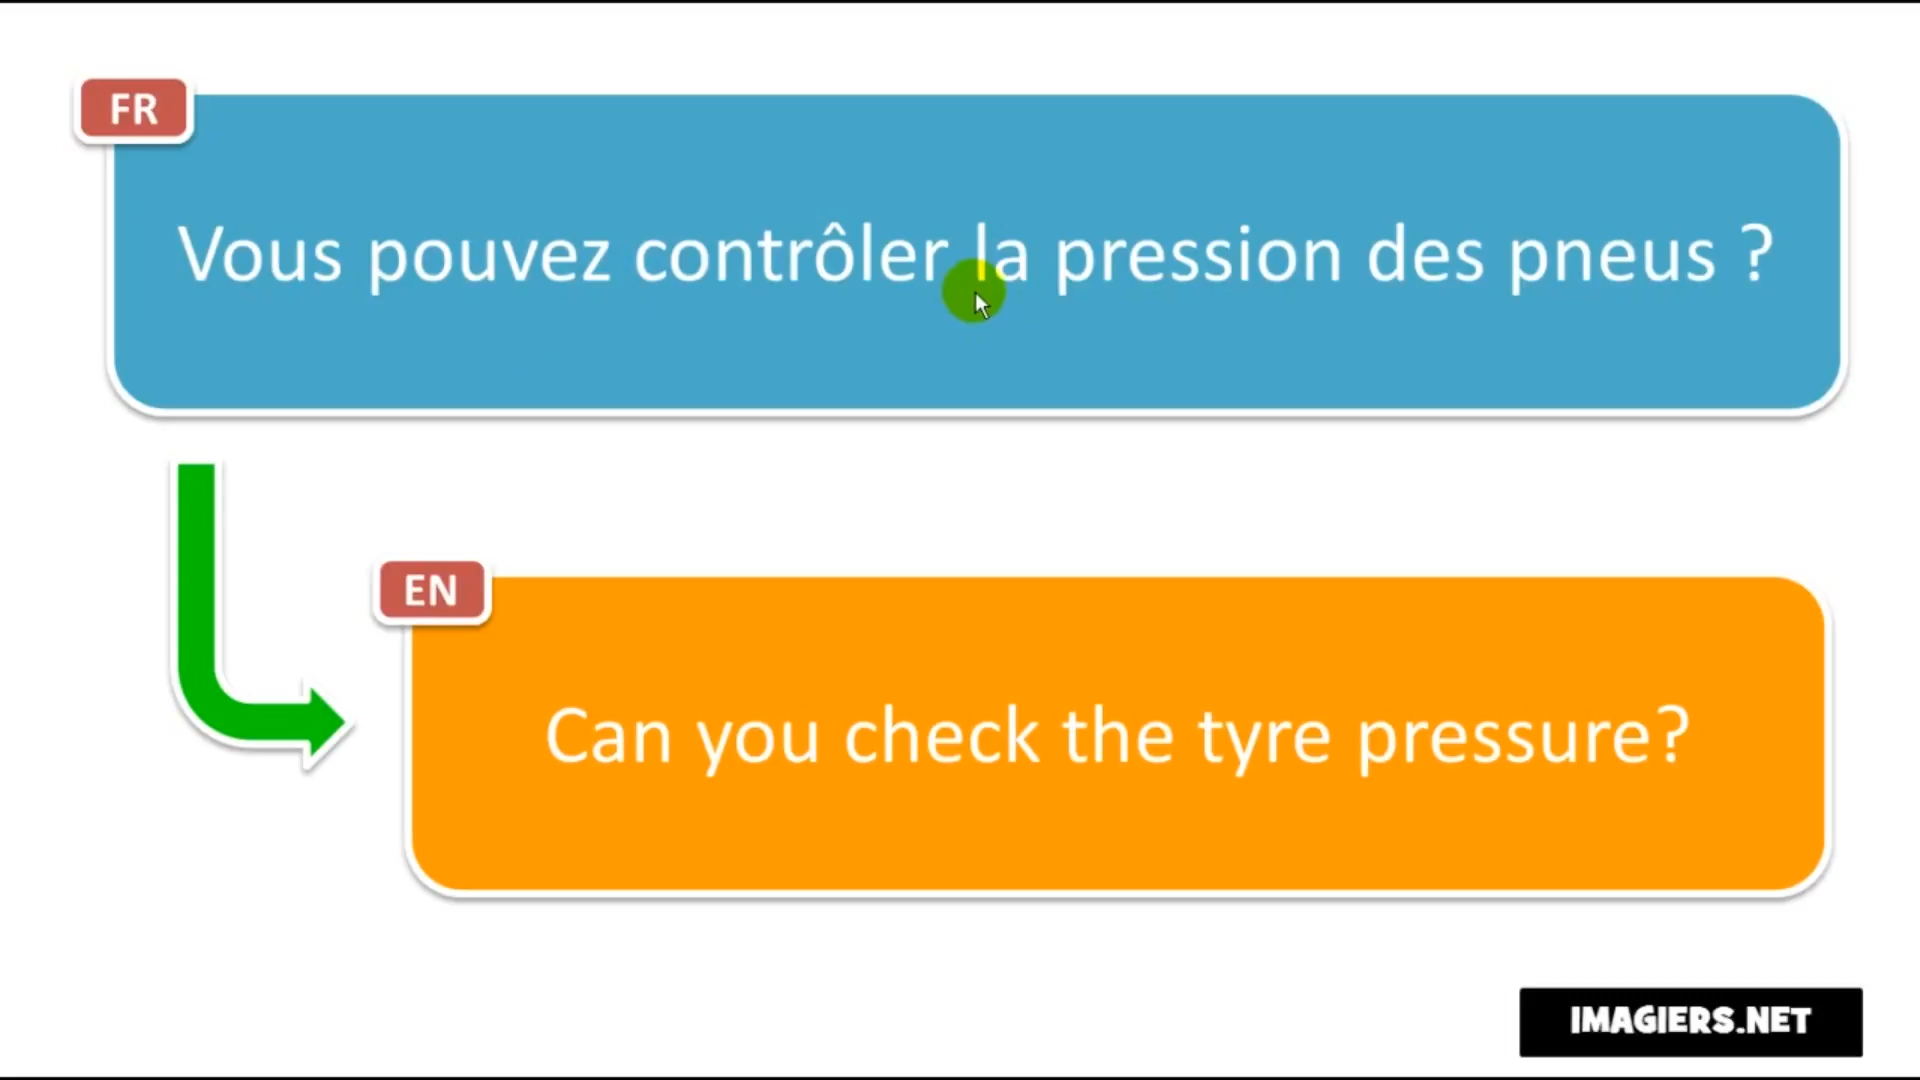 FR
Vous pouvez contrôler la pression des pneus ?
EN
Can you check the tyre pressure?
IMAGIERS.NET